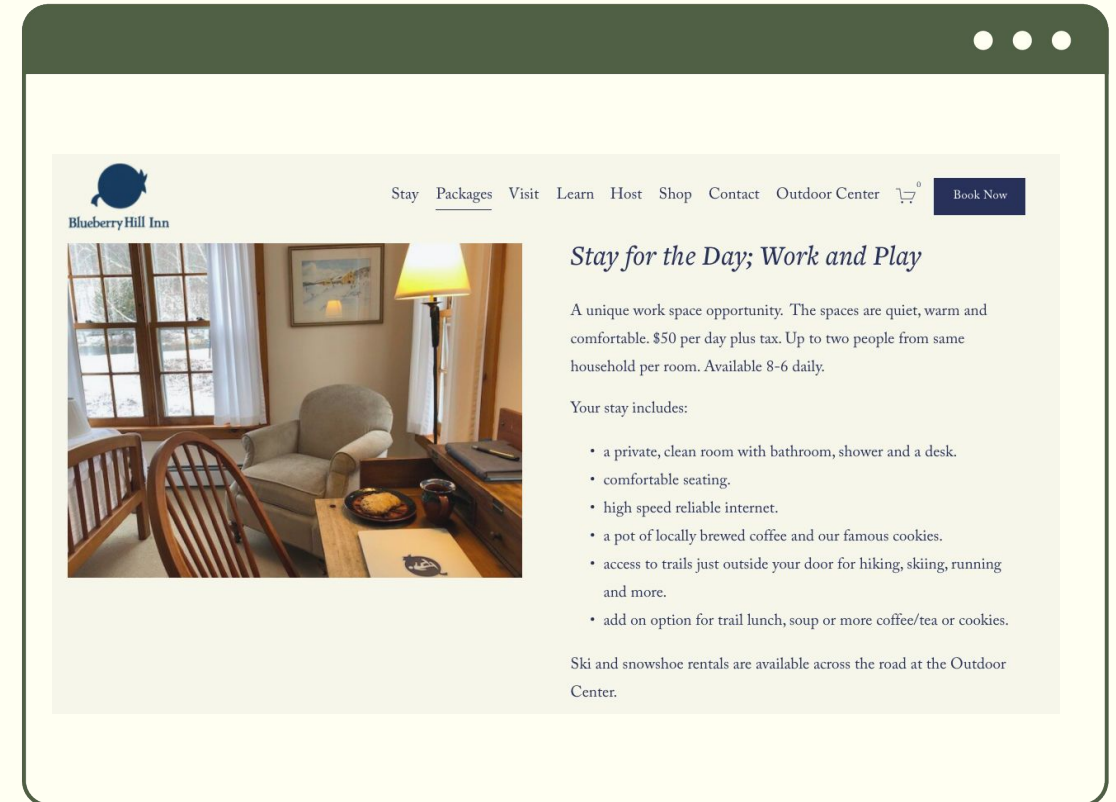 Blueberry Hill Inn
Stay Packages Visit Learn Host Shop Contact Outdoor Center 0 Book Now
Stay for the Day; Work and Play
A unique work space opportunity. The spaces are quiet, warm and
comfortable. $50 per day plus tax. Up to two people from same
household per room. Available 8-6 daily.
Your stay includes:
• a private, clean room with bathroom, shower and a desk.
• comfortable seating.
• high speed reliable internet.
• a pot of locally brewed coffee and our famous cookies.
• access to trails just outside your door for hiking, skiing, running
and more.
• add on option for trail lunch, soup or more coffee/tea or cookies.
Ski and snowshoe rentals are available across the road at the Outdoor
Center.